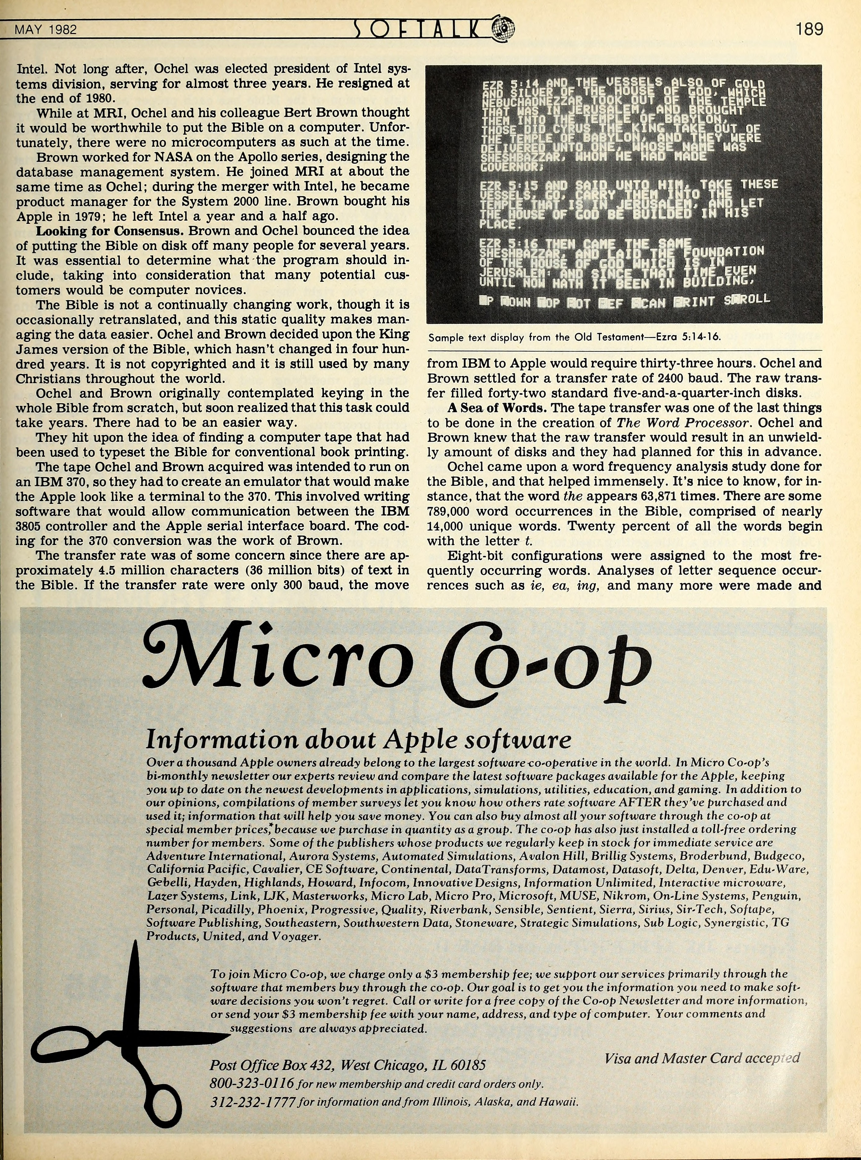 MAY 1982
SOFTALK
189
Intel. Not long after, Ochel was elected president of Intel sys-
tems division, serving for almost three years. He resigned at
the end of 1980.
While at MRI, Ochel and his colleague Bert Brown thought
it would be worthwhile to put the Bible on a computer. Unfor-
tunately, there were no microcomputers as such at the time.
Brown worked for NASA on the Apollo series, designing the
database management system. He joined MRI at about the
same time as Ochel; during the merger with Intel, he became
product manager for the System 2000 line. Brown bought his
Apple in 1979; he left Intel a year and a half ago.
Looking for Consensus. Brown and Ochel bounced the idea
of putting the Bible on disk off many people for several years.
It was essential to determine what the program should in-
clude, taking into consideration that many potential cus-
tomers would be computer novices.
The Bible is not a continually changing work, though it is
occasionally retranslated, and this static quality makes man-
aging the data easier. Ochel and Brown decided upon the King
James version of the Bible, which hasn't changed in four hun-
dred years. It is not copyrighted and it is still used by many
Christians throughout the world.
Ochel and Brown originally contemplated keying in the
whole Bible from scratch, but soon realized that this task could
take years. There had to be an easier way.
They hit upon the idea of finding a computer tape that had
been used to typeset the Bible for conventional book printing.
The tape Ochel and Brown acquired was intended to run on
an IBM 370, so they had to create an emulator that would make
the Apple look like a terminal to the 370. This involved writing
software that would allow communication between the IBM
3805 controller and the Apple serial interface board. The cod-
ing for the 370 conversion was the work of Brown.
The transfer rate was of some concern since there are ap-
proximately 4.5 million characters (36 million bits) of text in
the Bible. If the transfer rate were only 300 baud, the move
EZR 5:14 AND THE VESSELS ALSO OF GOLD
AND SILVER OF THE HOUSE OF GOD, WHICH
NEBUCHADNEZZAR TOOK OUT OF THE TEMPLE
THAT WAS IN JERUSALEM, AND BROUGHT
THEM INTO THE TEMPLE OF BABYLON,
THOSE DID CYRUS THE KING TAKE OUT OF
THE TEMPLE OF BABYLON, AND THEY WERE
DELIVERED UNTO ONE, WHOSE NAME WAS
SHESHBAZZAR, WHOM HE HAD MADE
GOVERNOR;
EZR 5:15 AND SAID UNTO HIM, TAKE THESE
VESSELS, GO, CARRY THEM INTO THE
TEMPLE THAT IS IN JERUSALEM, AND LET
THE HOUSE OF GOD BE BUILDED IN HIS
PLACE.
EZR 5:16 THEN CAME THE SAME
SHESHBAZZAR, AND LAID THE FOUNDATION
OF THE HOUSE OF GOD WHICH IS IN
JERUSALEM: AND SINCE THAT TIME EVEN
UNTIL NOW HATH IT BEEN IN BUILDING,
UP DOWN TOP BOT REF SCAN PRINT SCROLL
Sample text display from the Old Testament—Ezra 5:14-16.
from IBM to Apple would require thirty-three hours. Ochel and
Brown settled for a transfer rate of 2400 baud. The raw trans-
fer filled forty-two standard five-and-a-quarter-inch disks.
A Sea of Words. The tape transfer was one of the last things
to be done in the creation of The Word Processor. Ochel and
Brown knew that the raw transfer would result in an unwield-
ly amount of disks and they had planned for this in advance.
Ochel came upon a word frequency analysis study done for
the Bible, and that helped immensely. It's nice to know, for in-
stance, that the word the appears 63,871 times. There are some
789,000 word occurrences in the Bible, comprised of nearly
14,000 unique words. Twenty percent of all the words begin
with the letter t.
Eight-bit configurations were assigned to the most fre-
quently occurring words. Analyses of letter sequence occur-
rences such as ie, ea, ing, and many more were made and
Micro Co-op
Information about Apple software
Over a thousand Apple owners already belong to the largest software co-operative in the world. In Micro Co-op's
bi-monthly newsletter our experts review and compare the latest software packages available for the Apple, keeping
you up to date on the newest developments in applications, simulations, utilities, education, and gaming. In addition to
our opinions, compilations of member surveys let you know how others rate software AFTER they've purchased and
used it; information that will help you save money. You can also buy almost all your software through the co-op at
special member prices,* because we purchase in quantity as a group. The co-op has also just installed a toll-free ordering
number for members. Some of the publishers whose products we regularly keep in stock for immediate service are
Adventure International, Aurora Systems, Automated Simulations, Avalon Hill, Brillig Systems, Broderbund, Budgeco,
California Pacific, Cavalier, CE Software, Continental, DataTransforms, Datamost, Datasoft, Delta, Denver, Edu-Ware,
Gebelli, Hayden, Highlands, Howard, Infocom, Innovative Designs, Information Unlimited, Interactive microware,
Lazer Systems, Link, LJK, Masterworks, Micro Lab, Micro Pro, Microsoft, MUSE, Nikrom, On-Line Systems, Penguin,
Personal, Picadilly, Phoenix, Progressive, Quality, Riverbank, Sensible, Sentient, Sierra, Sirius, Sir-Tech, Softape,
Software Publishing, Southeastern, Southwestern Data, Stoneware, Strategic Simulations, Sub Logic, Synergistic, TG
Products, United, and Voyager.
To join Micro Co-op, we charge only a $3 membership fee; we support our services primarily through the
software that members buy through the co-op. Our goal is to get you the information you need to make soft-
ware decisions you won't regret. Call or write for a free copy of the Co-op Newsletter and more information,
or send your $3 membership fee with your name, address, and type of computer. Your comments and
suggestions are always appreciated.
Post Office Box 432, West Chicago, IL 60185
Visa and Master Card accepted
800-323-0116 for new membership and credit card orders only.
312-232-1777 for information and from Illinois, Alaska, and Hawaii.